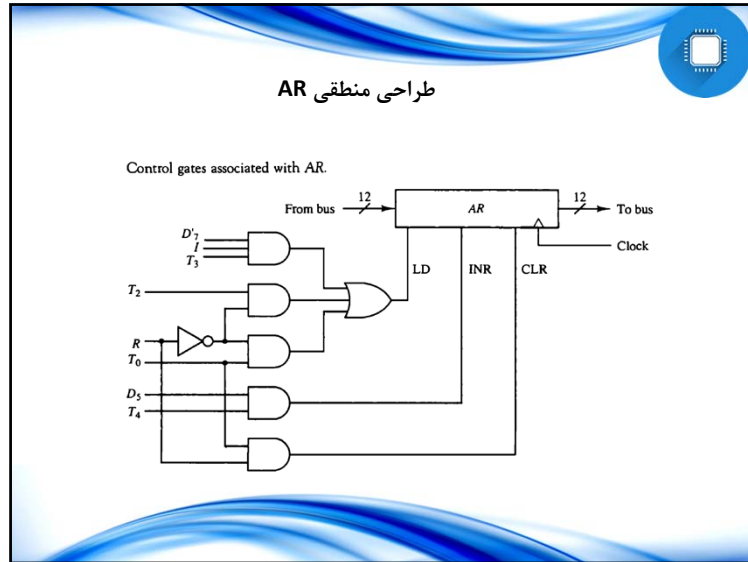 طراحی منطقی AR
Control gates associated with AR.
From bus 12 AR 12 To bus
Clock
LD INR CLR
D'7
I
T3
T2
R
T0
D5
T4